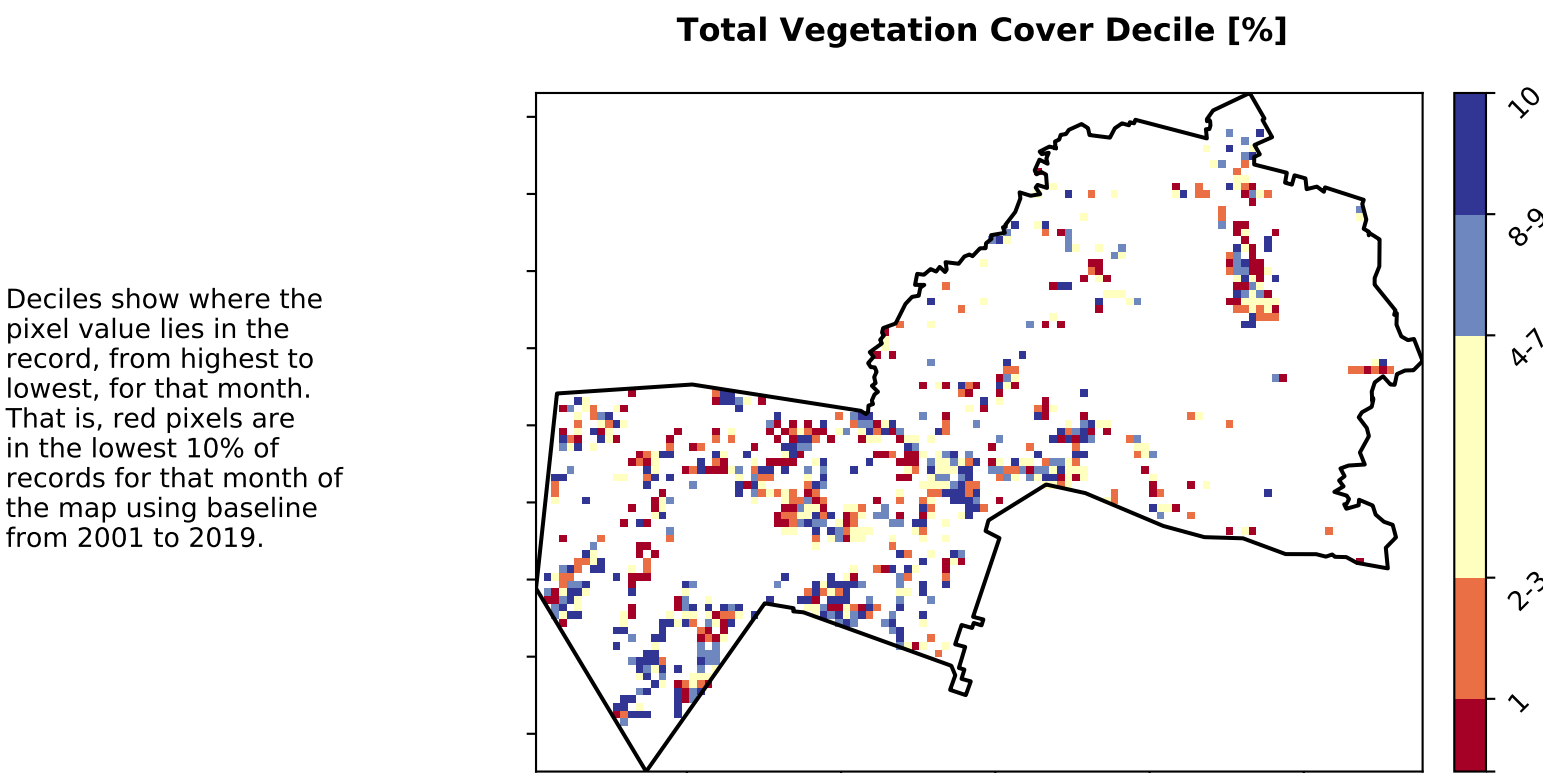 Total Vegetation Cover Decile [%]
Deciles show where the
pixel value lies in the
record, from highest to
lowest, for that month.
That is, red pixels are
in the lowest 10% of
records for that month of
the map using baseline
from 2001 to 2019.
10
8-9
4-7
2-3
1